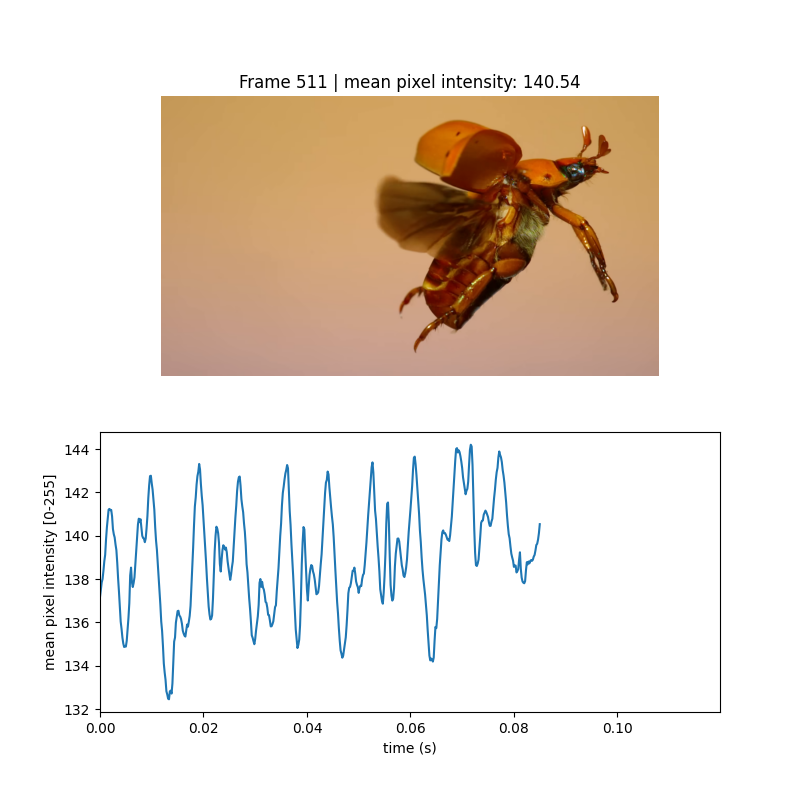 Frame 511 | mean pixel intensity: 140.54
144
142
140
138
136
134
132
mean pixel intensity [0-255]
0.00 0.02 0.04 0.06 0.08 0.10
time (s)